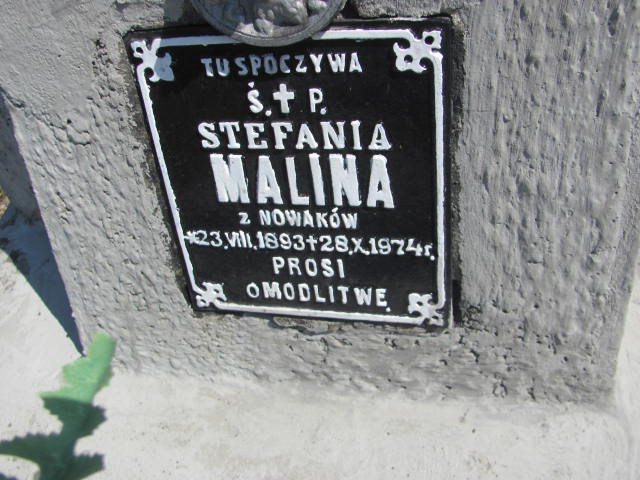 TU SPOCZYWA
Ś. ✝ P.
STEFANIA
MALINA
z NOWAKÓW
*23.VIII.1893✝28.X.1974r.
PROSI
O MODLITWĘ